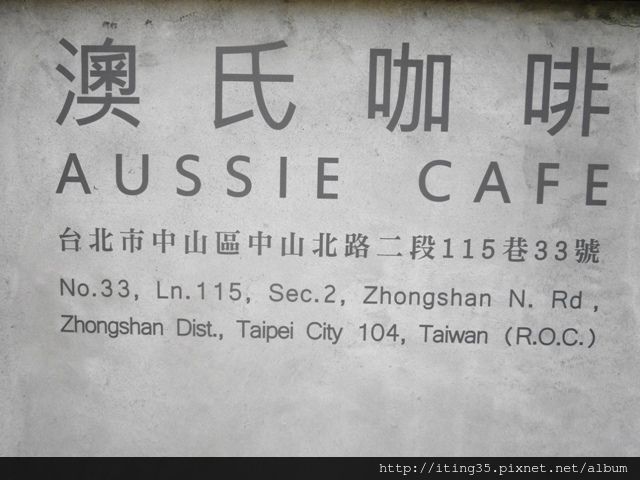 澳氏咖啡
AUSSIE CAFE
台北市中山區中山北路二段115巷33號
No.33, Ln.115, Sec.2, Zhongshan N. Rd ,
Zhongshan Dist., Taipei City 104, Taiwan (R.O.C.)
http://iting35.pixnet.net/album